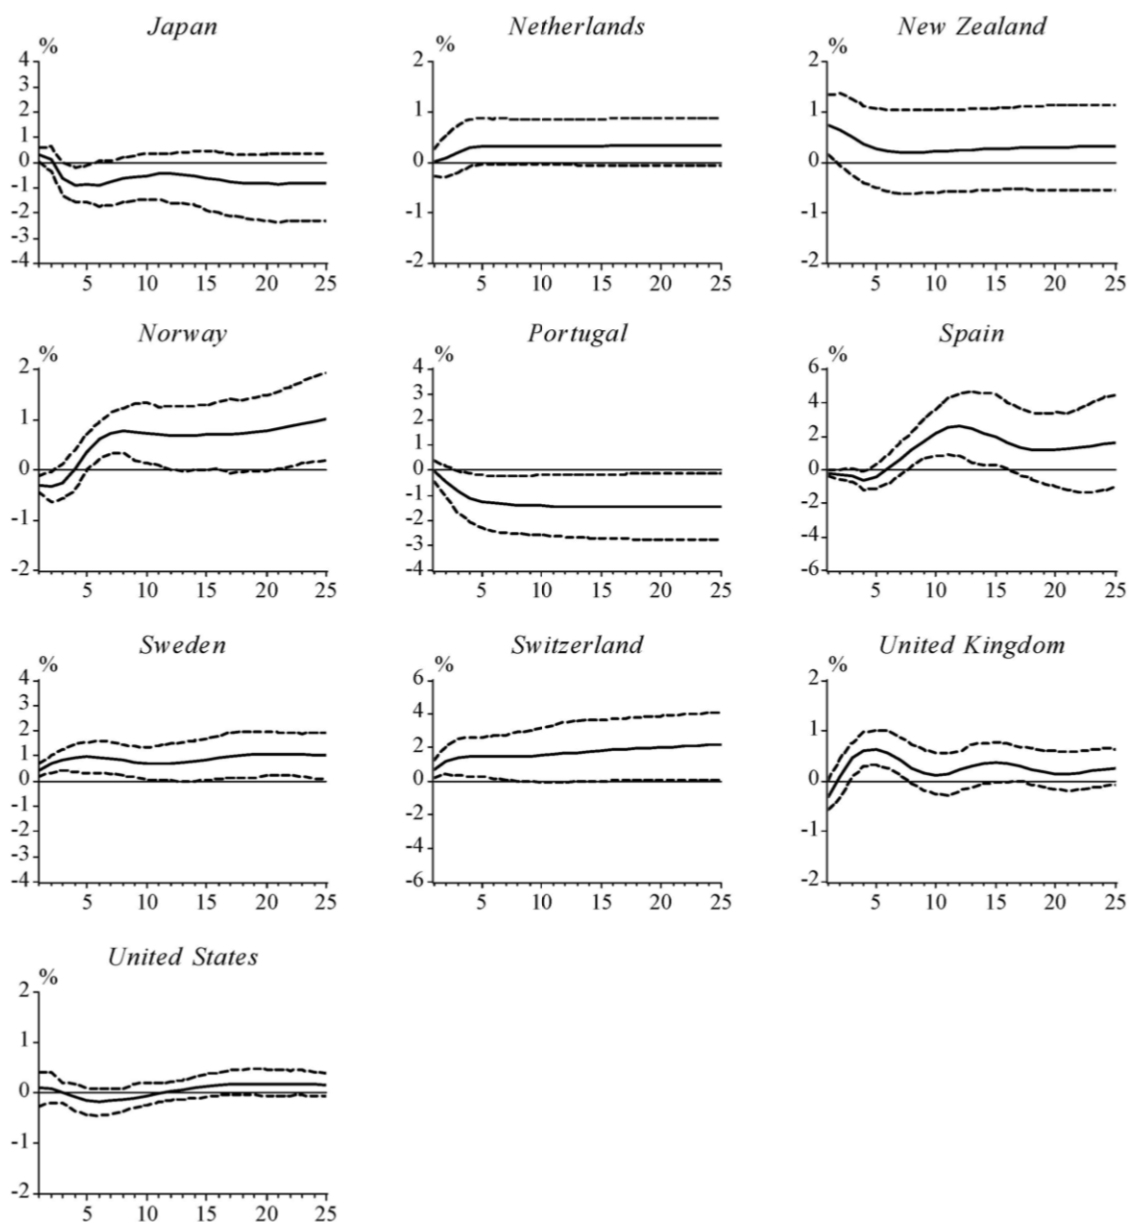 Japan Netherlands New Zealand
% % %
4 2 2
3
2 1 1
1
0 0 0
-1
-2 -1 -1
-3
-4 -2 -2
5 10 15 20 25 5 10 15 20 25 5 10 15 20 25
Norway Portugal Spain
% % %
2 4 6
3 4
1 2
1 2
0 0 0
-1 -2
-1 -2
-3 -4
-2 -4 -6
5 10 15 20 25 5 10 15 20 25 5 10 15 20 25
Sweden Switzerland United Kingdom
% % %
4 6 2
3 4
2 1
1 2
0 0 0
-1 -2
-2 -1
-3 -4
-4 -6 -2
5 10 15 20 25 5 10 15 20 25 5 10 15 20 25
United States
%
2
1
0
-1
-2
5 10 15 20 25